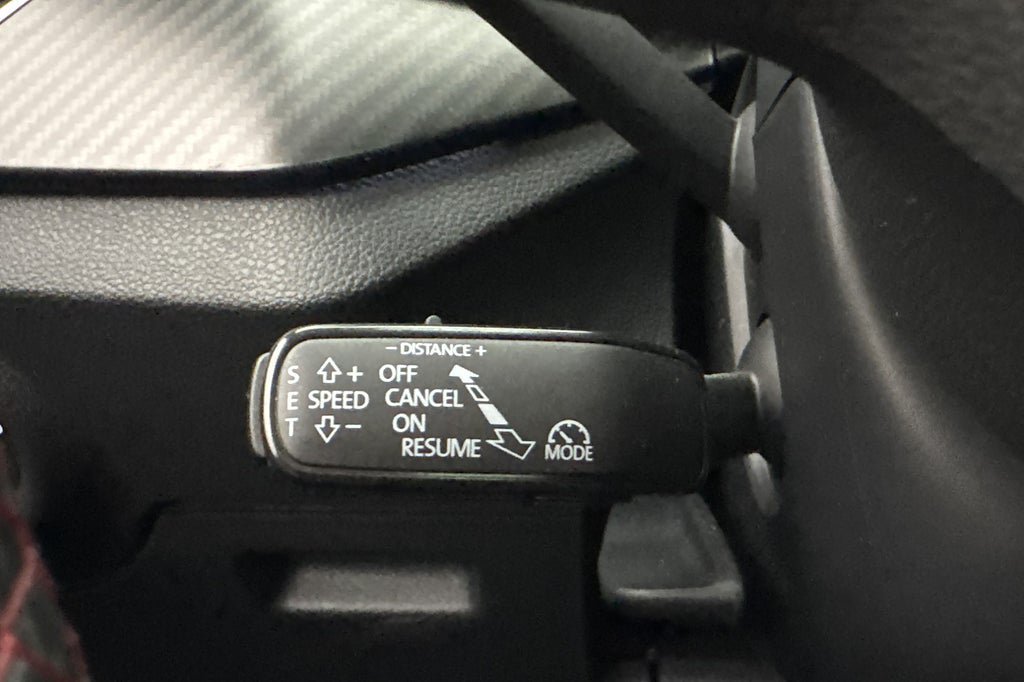 - DISTANCE +
S + OFF
E SPEED CANCEL
T - ON
RESUME MODE